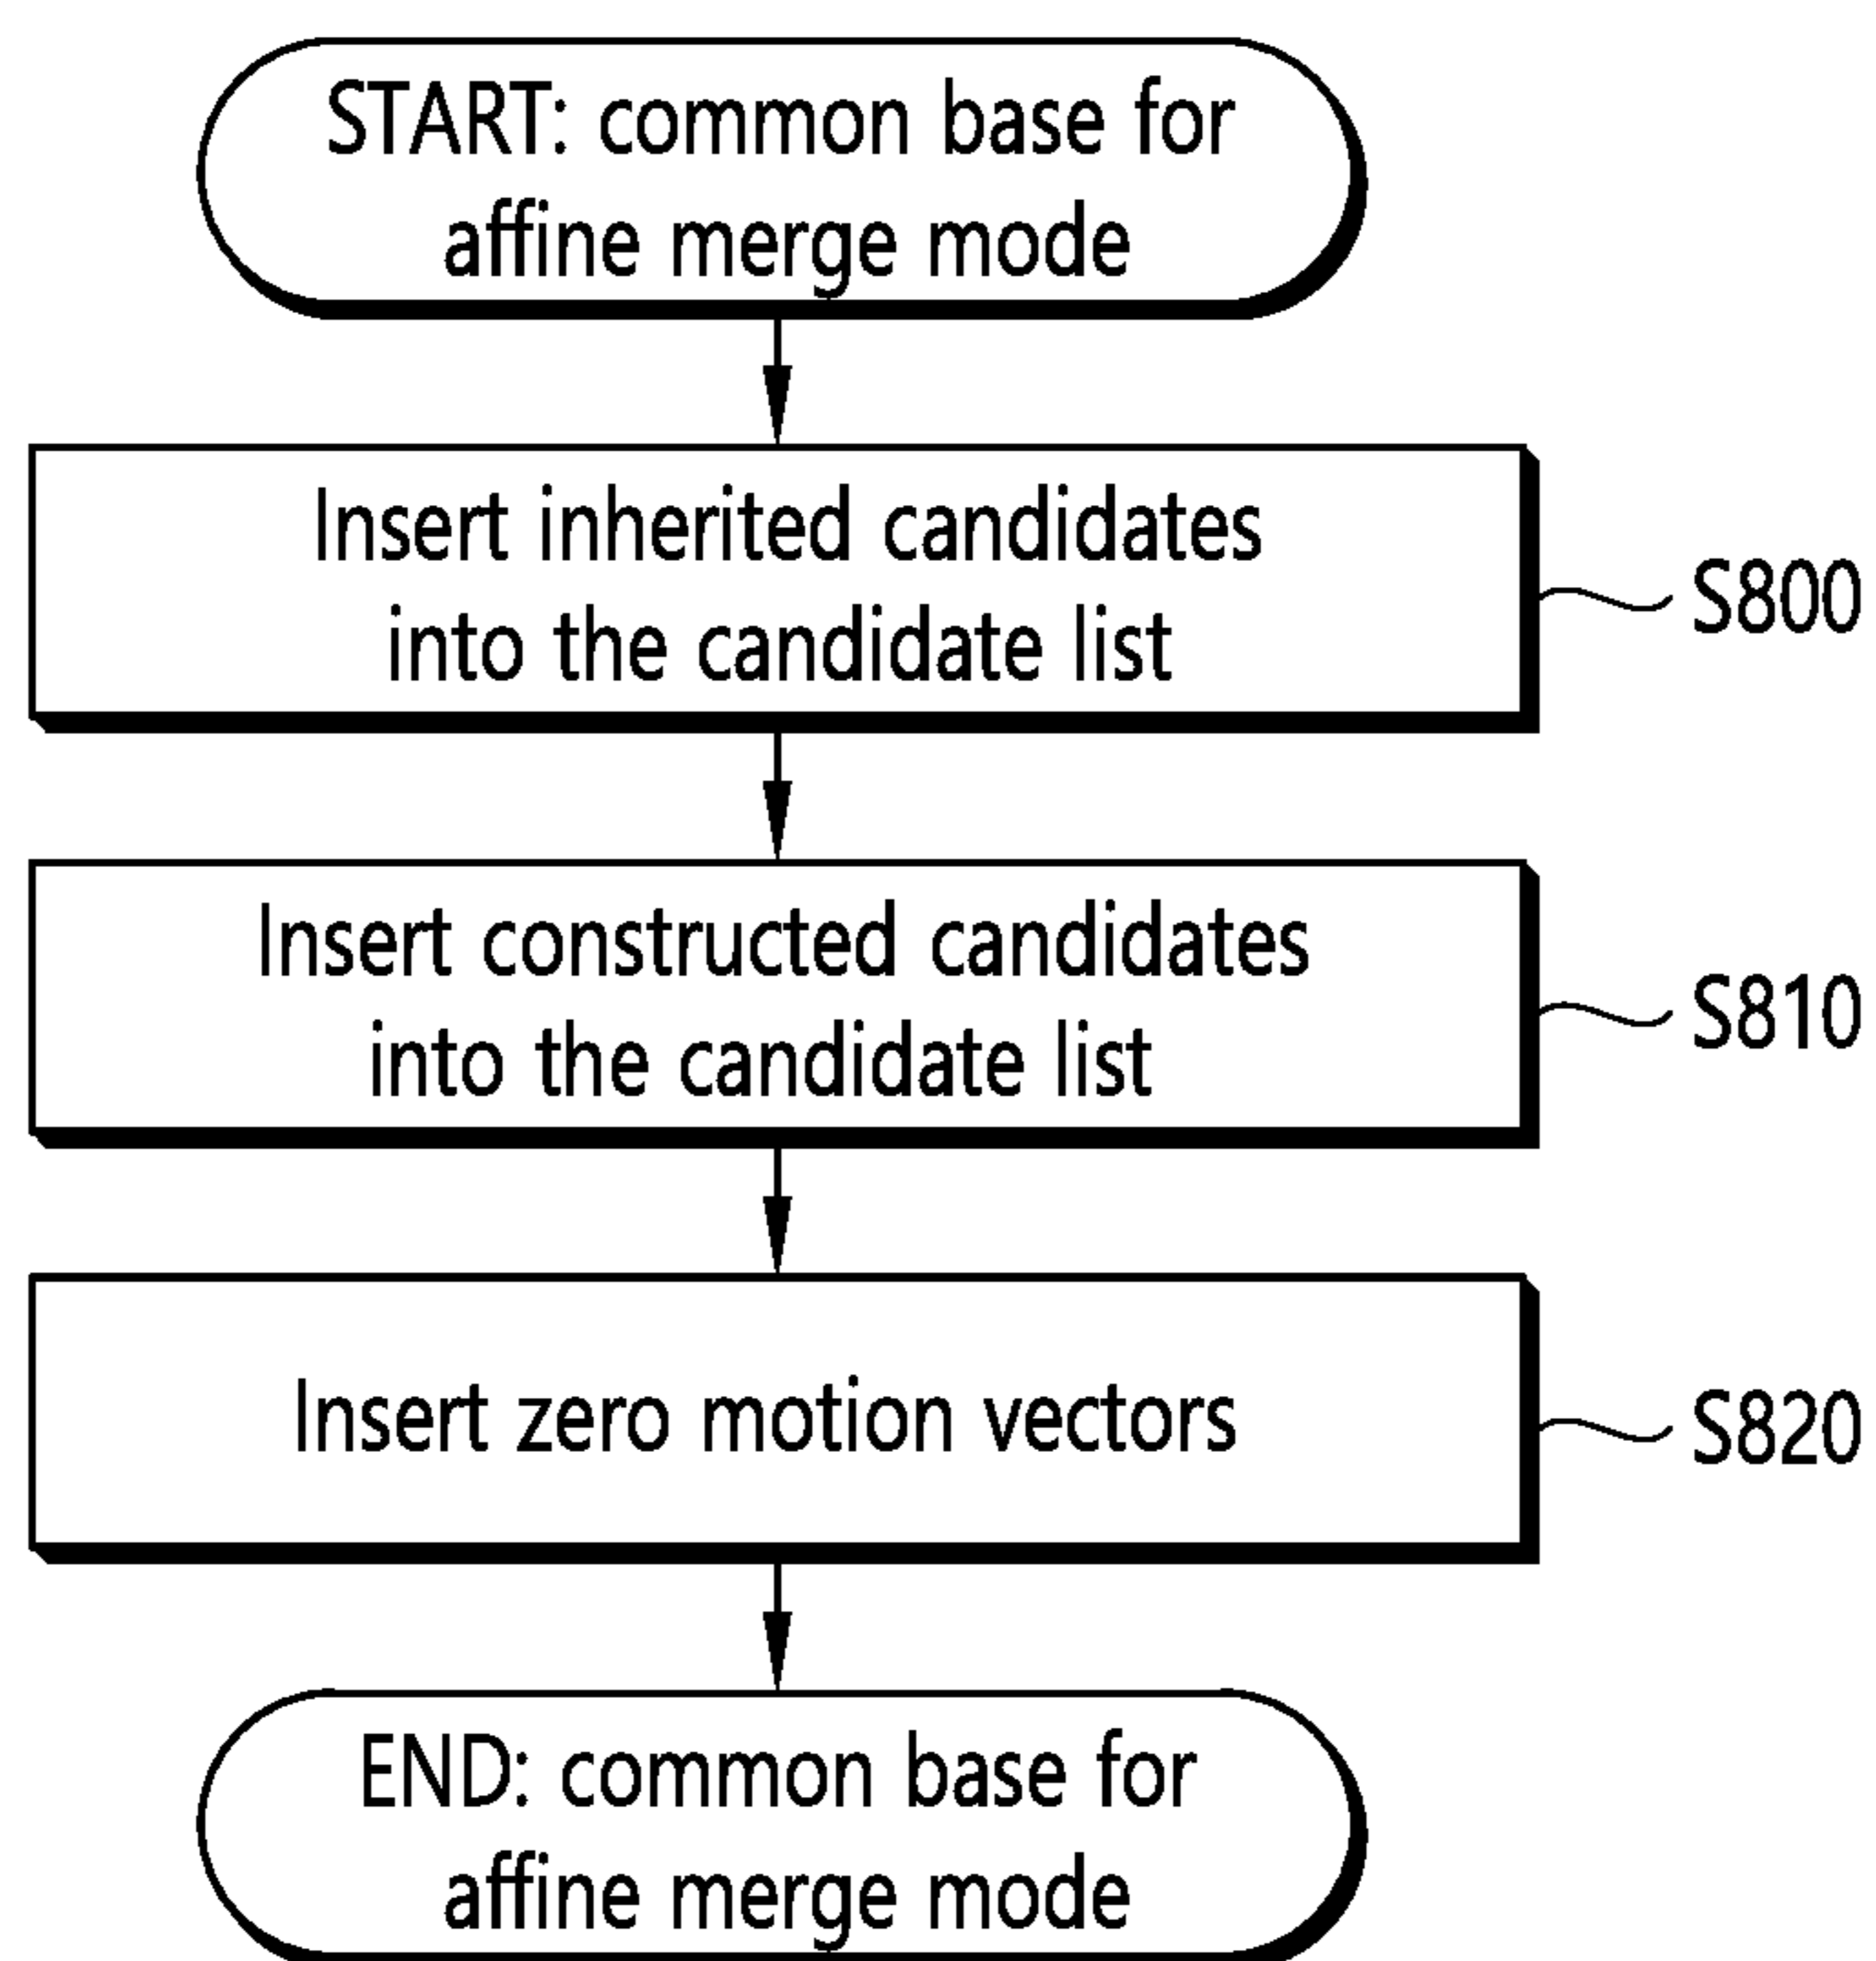 START: common base for
affine merge mode
Insert inherited candidates
into the candidate list
S800
Insert constructed candidates
into the candidate list
S810
Insert zero motion vectors
S820
END: common base for
affine merge mode